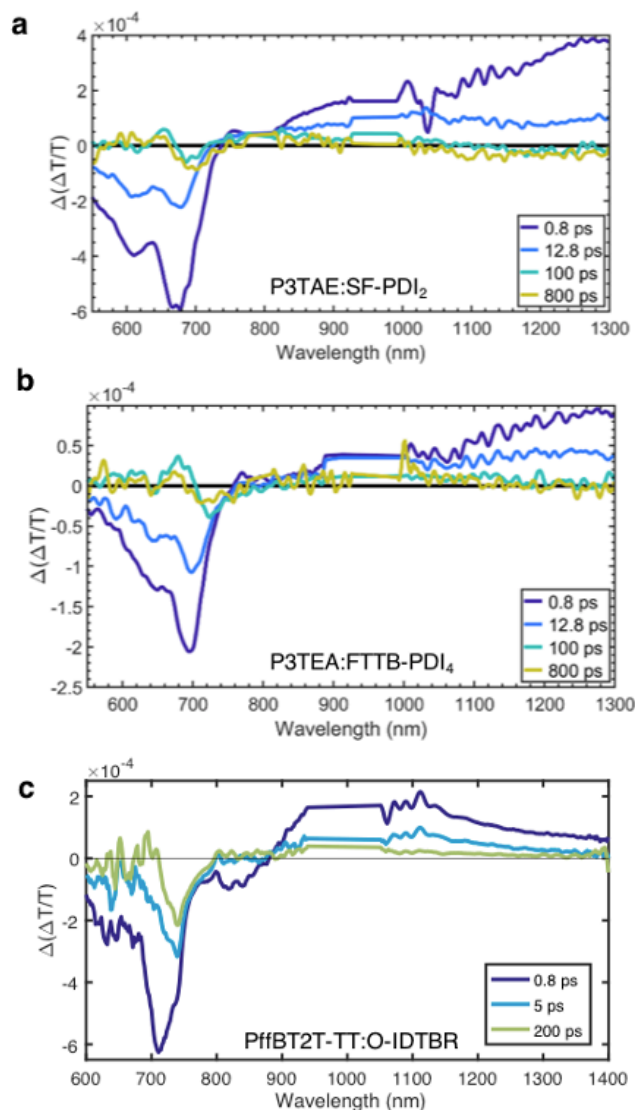 a
×10⁻⁴
4
2
0
-2
-4
-6
Δ(ΔT/T)
0.8 ps
12.8 ps
100 ps
800 ps
P3TAE:SF-PDI₂
600 700 800 900 1000 1100 1200 1300
Wavelength (nm)
b
×10⁻⁴
0.5
0
-0.5
-1
-1.5
-2
-2.5
Δ(ΔT/T)
0.8 ps
12.8 ps
100 ps
800 ps
P3TEA:FTTB-PDI₄
600 700 800 900 1000 1100 1200 1300
Wavelength (nm)
c
×10⁻⁴
2
0
-2
-4
-6
Δ(ΔT/T)
0.8 ps
5 ps
200 ps
PffBT2T-TT:O-IDTBR
600 700 800 900 1000 1100 1200 1300 1400
Wavelength (nm)